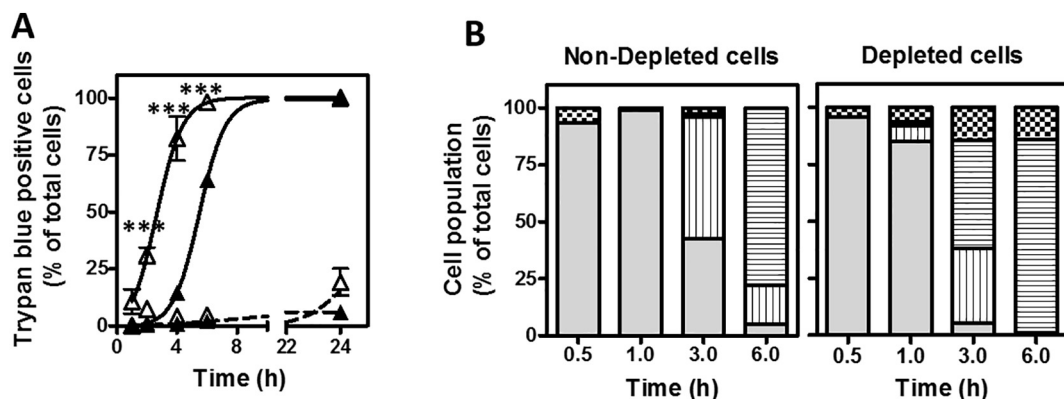 A
Trypan blue positive cells
(% of total cells)
100
75
50
25
0
***
***
***
0 4 8 22 24
Time (h)
B
Non-Depleted cells
Depleted cells
Cell population
(% of total cells)
100
75
50
25
0
0.5 1.0 3.0 6.0
0.5 1.0 3.0 6.0
Time (h)
Time (h)